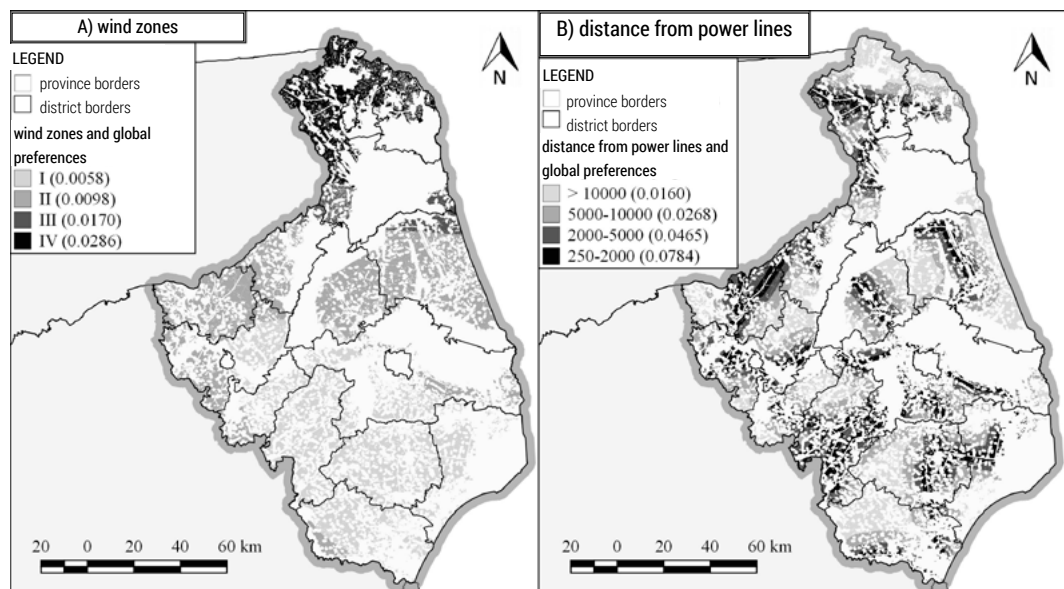 A) wind zones
LEGEND
province borders
district borders
wind zones and global
preferences
I (0.0058)
II (0.0098)
III (0.0170)
IV (0.0286)
N
20 0 20 40 60 km
B) distance from power lines
LEGEND
province borders
district borders
distance from power lines and
global preferences
> 10000 (0.0160)
5000-10000 (0.0268)
2000-5000 (0.0465)
250-2000 (0.0784)
N
20 0 20 40 60 km